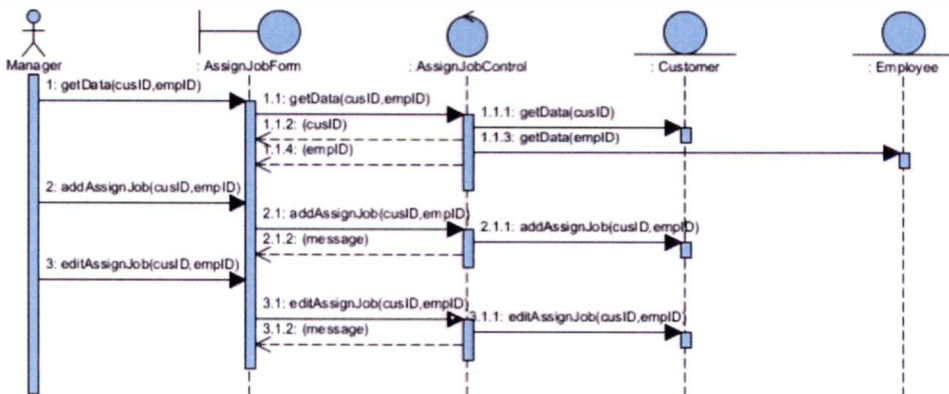 Manager
: AssignJobForm
: AssignJobControl
: Customer
: Employee
1: getData(cusID,empID)
1.1: getData(cusID,empID)
1.1.1: getData(cusID)
1.1.2: (cusID)
1.1.3: getData(empID)
1.1.4: (empID)
2: addAssignJob(cusID,empID)
2.1: addAssignJob(cusID,empID)
2.1.1: addAssignJob(cusID,empID)
2.1.2: (message)
3: editAssignJob(cusID,empID)
3.1: editAssignJob(cusID,empID)
3.1.1: editAssignJob(cusID,empID)
3.1.2: (message)